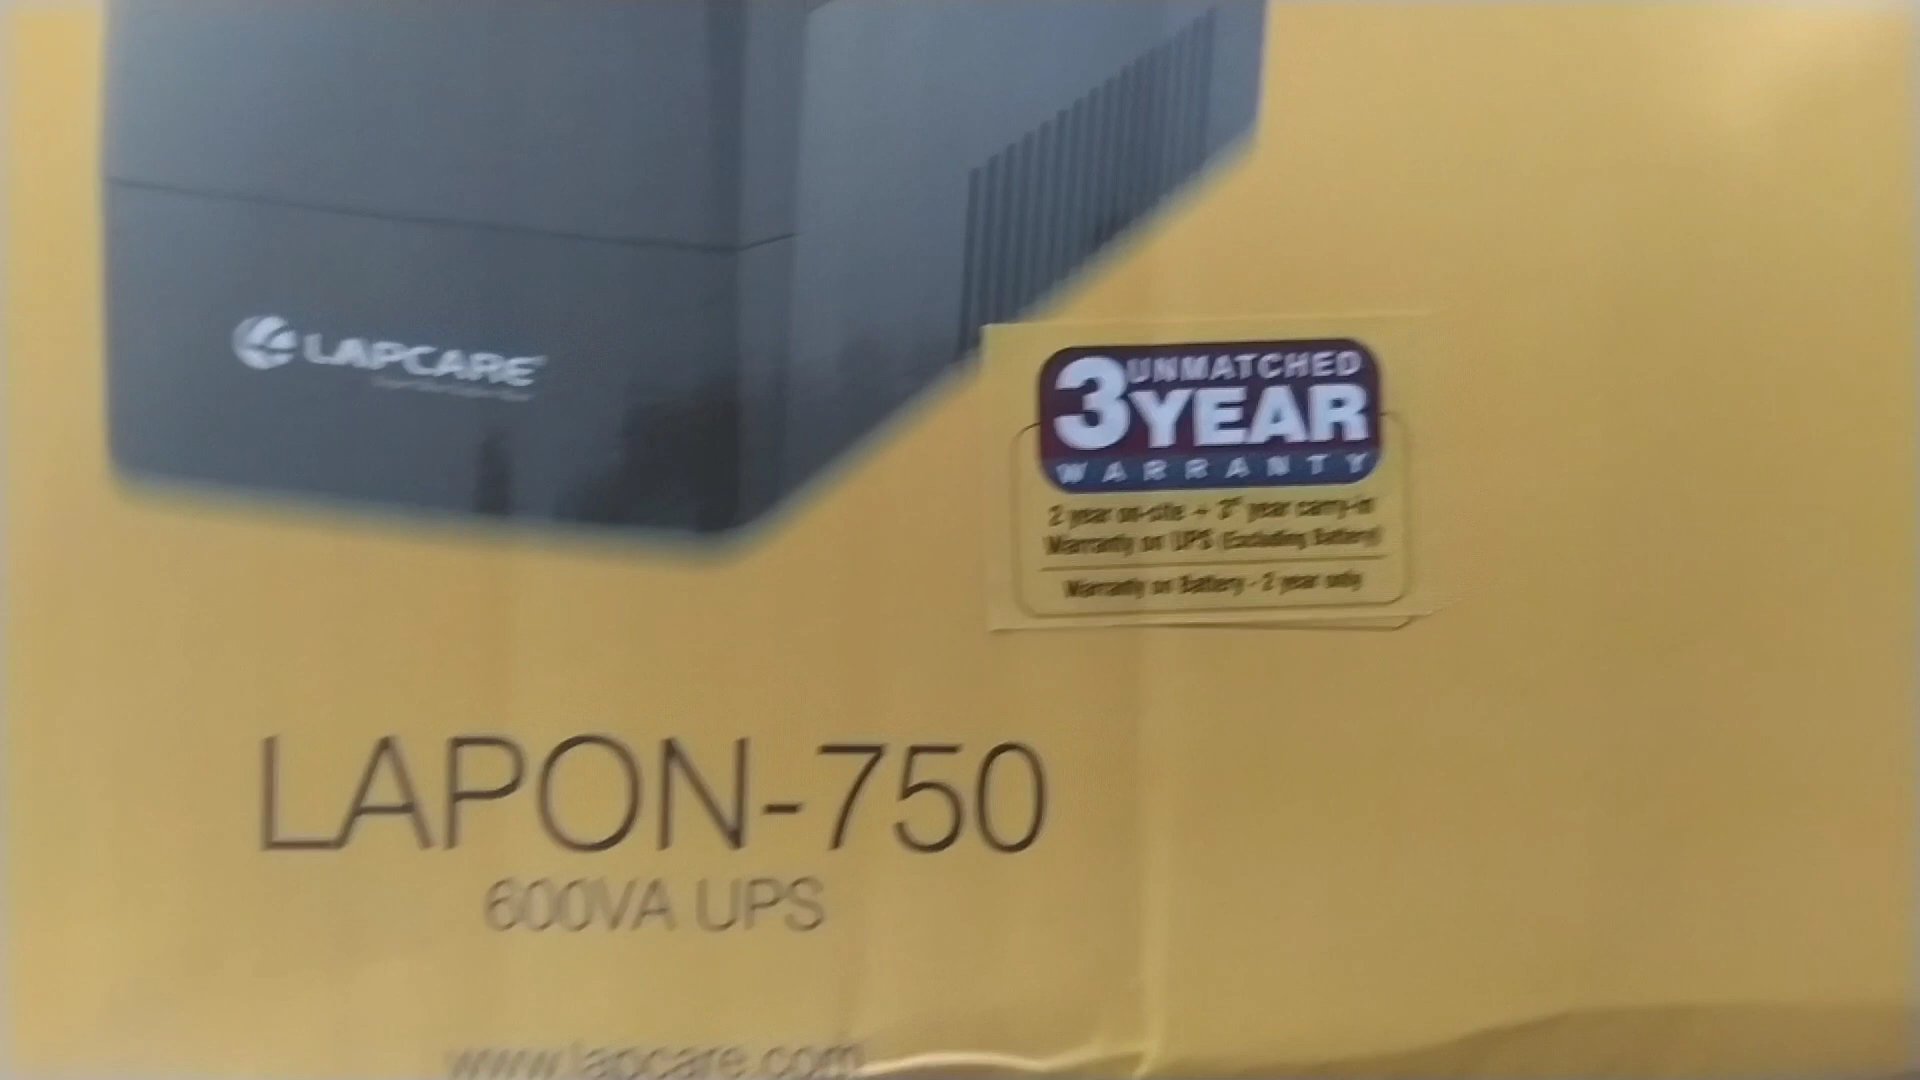 LAPCARE
UNMATCHED
3 YEAR
WARRANTY
2 year on-site + 3rd year carry-in
Warranty on UPS (Excluding Battery)
Warranty on Battery - 2 year only
LAPON-750
600VA UPS
www.lapcare.com